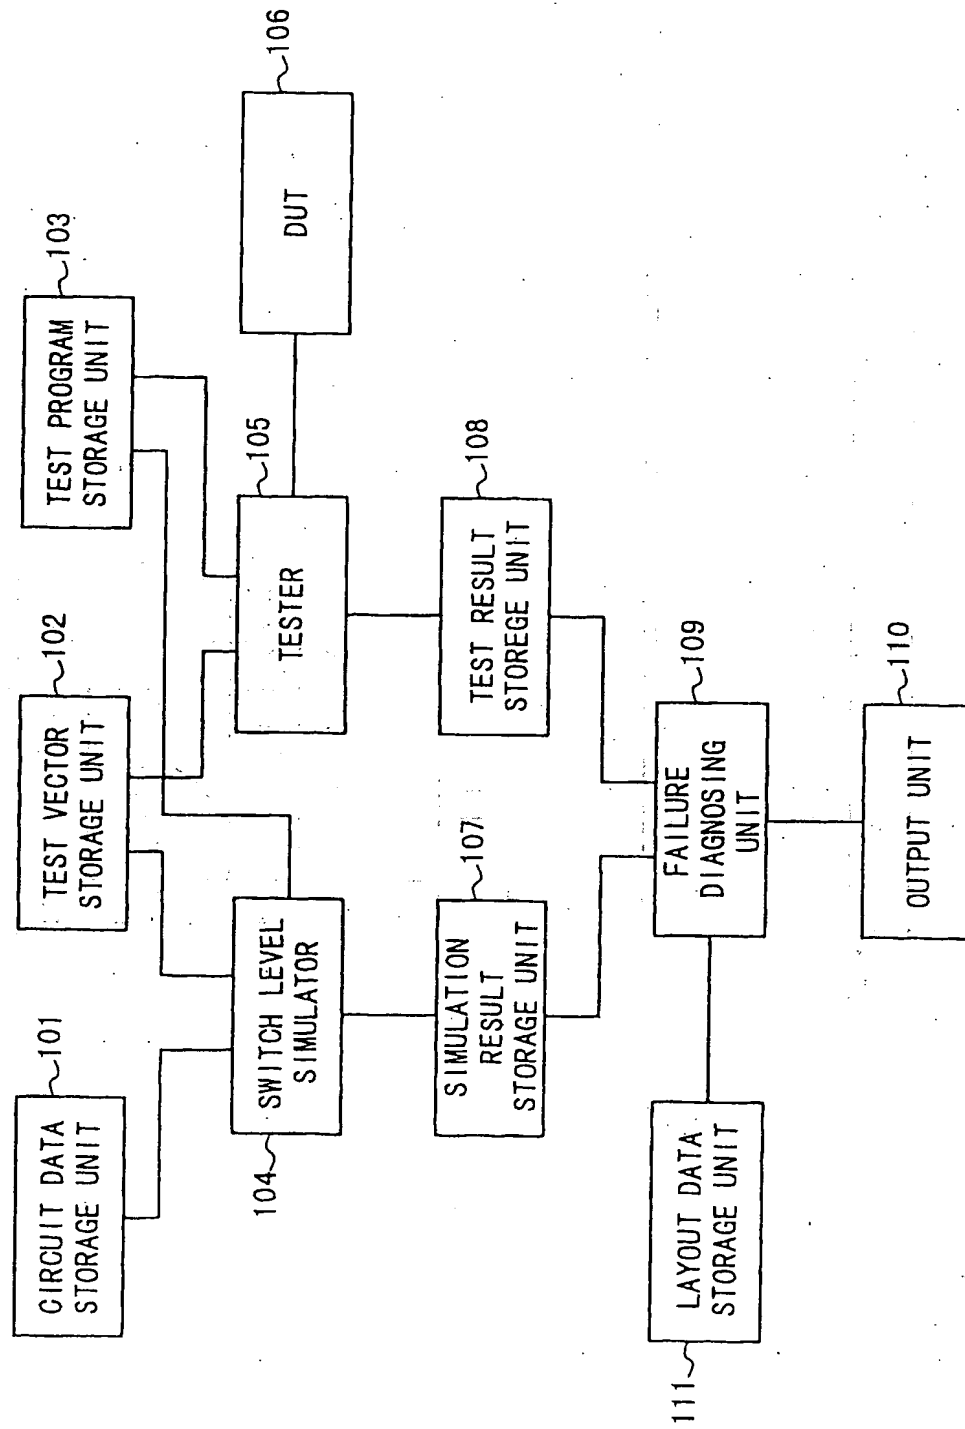 101
CIRCUIT DATA
STORAGE UNIT
102
TEST VECTOR
STORAGE UNIT
103
TEST PROGRAM
STORAGE UNIT
104
SWITCH LEVEL
SIMULATOR
105
TESTER
106
DUT
107
SIMULATION
RESULT
STORAGE UNIT
108
TEST RESULT
STOREGE UNIT
111
LAYOUT DATA
STORAGE UNIT
109
FAILURE
DIAGNOSING
UNIT
110
OUTPUT UNIT